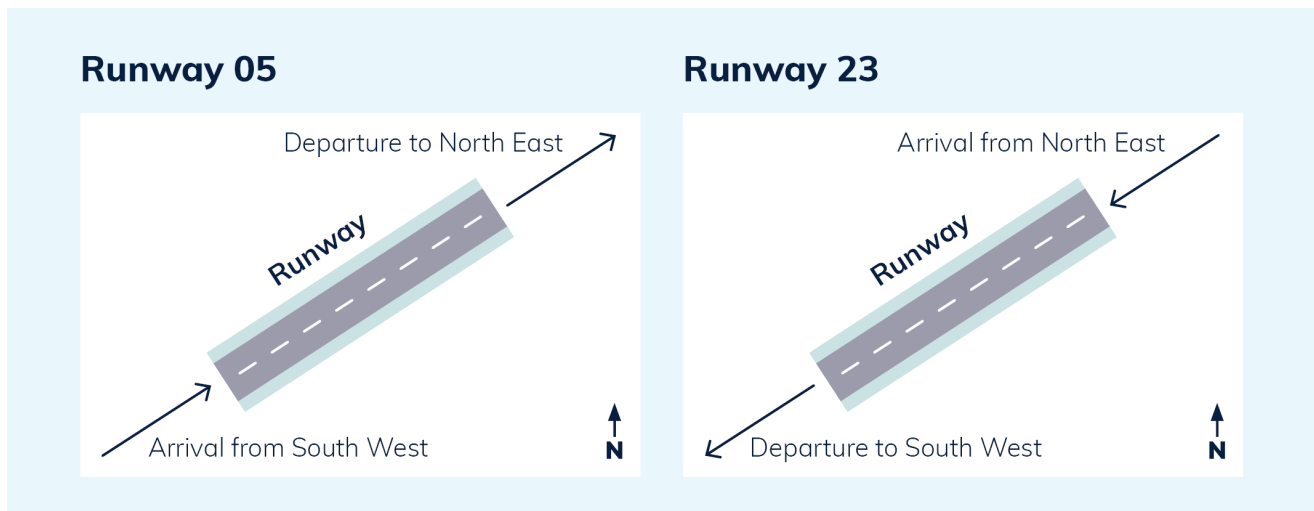 Runway 05
Departure to North East
Runway
Arrival from South West
N
Runway 23
Arrival from North East
Runway
Departure to South West
N